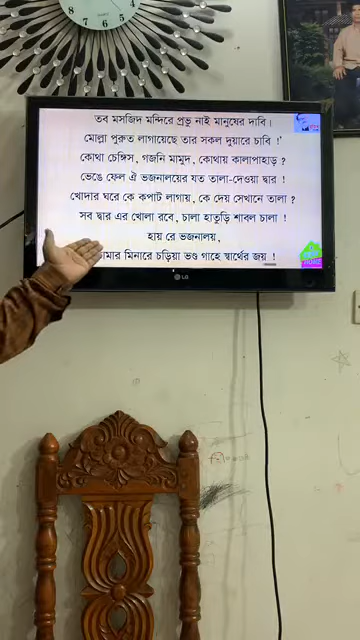 তব মসজিদ মন্দিরে প্রভু নাই মানুষের দাবি।
মোল্লা পুরুত লাগায়েছে তার সকল দুয়ারে চাবি !'
কোথা চেঙ্গিস, গজনি মামুদ, কোথায় কালাপাহাড় ?
ভেঙে ফেল ঐ ভজনালয়ের যত তালা-দেওয়া দ্বার !
খোদার ঘরে কে কপাট লাগায়, কে দেয় সেখানে তালা ?
সব দ্বার এর খোলা রবে, চালা হাতুড়ি শাবল চালা !
হায় রে ভজনালয়,
মার মিনারে চড়িয়া ভণ্ড গাহে স্বার্থের জয় !
LG